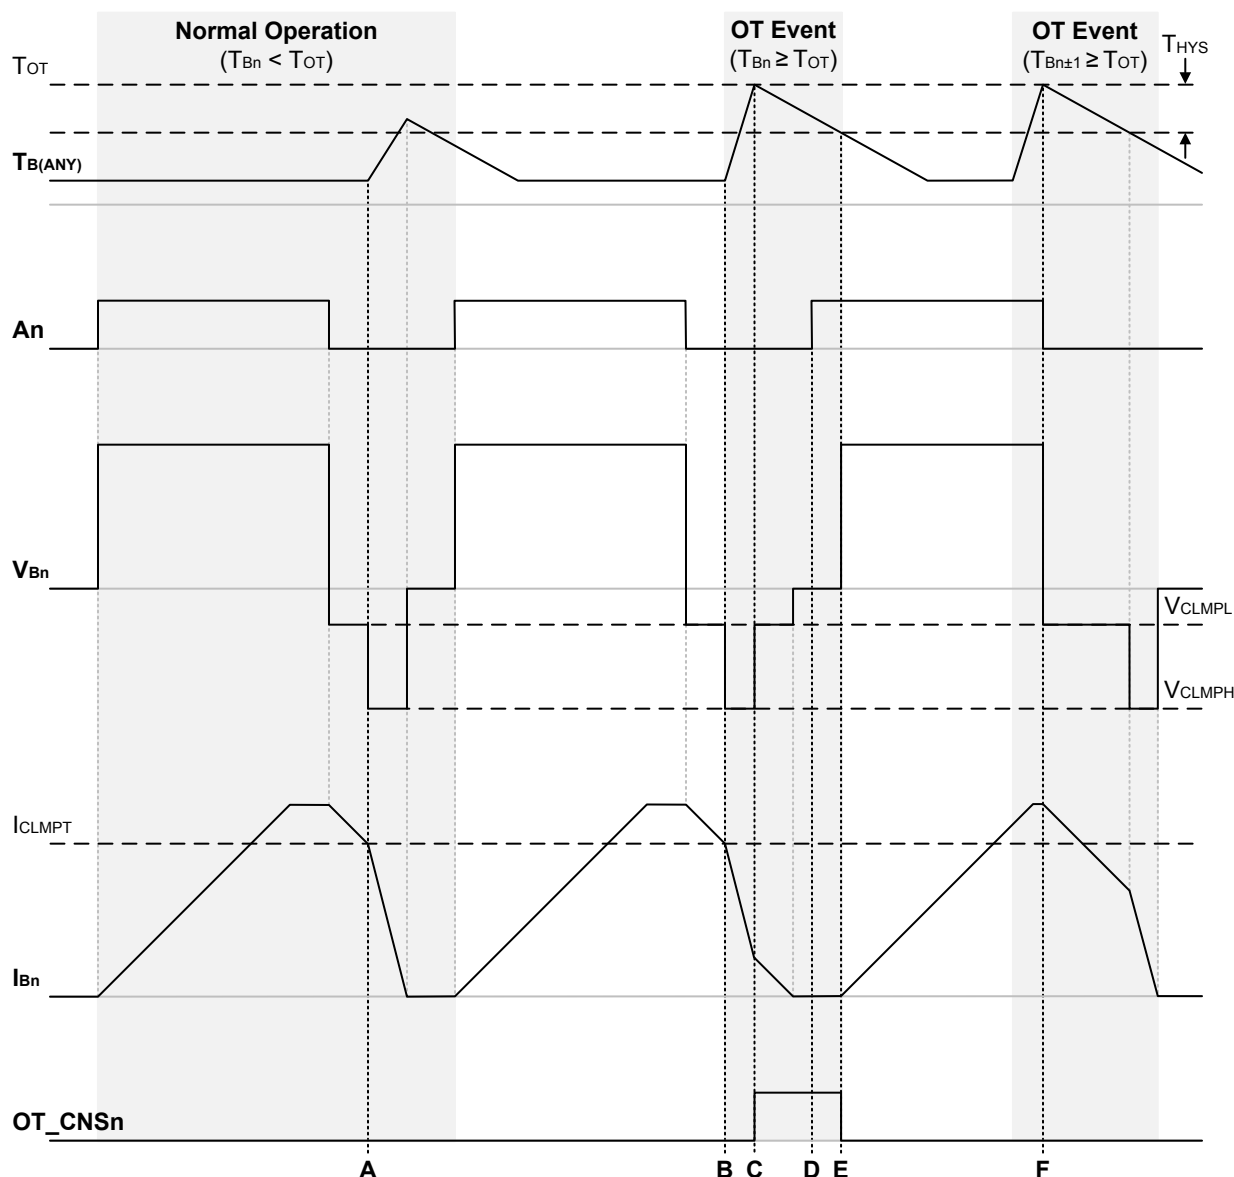 Normal Operation
(TBn < TOT)
OT Event
(TBn ≥ TOT)
OT Event
(TBn±1 ≥ TOT)
THYS
TOT
TB(ANY)
An
VBn
VCLMPL
VCLMPH
ICLMPT
IBn
OT_CNSn
A B C D E F